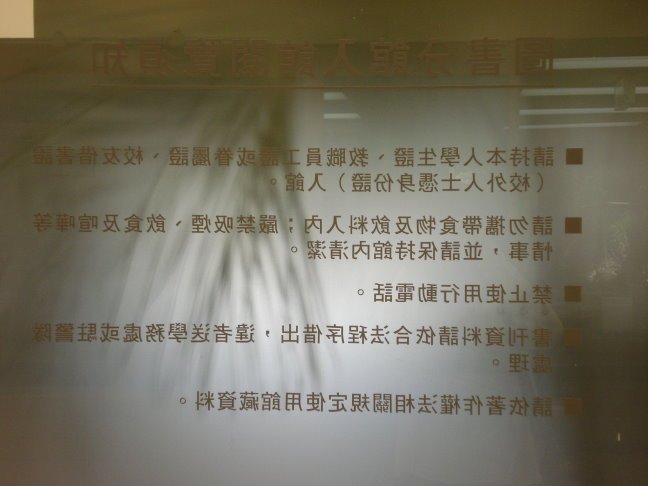 圖書分館入館閱覽須知
■ 請持本人學生證、教職員工證或眷屬證、校友借書證
（校外人士憑身份證）入館。
■ 請勿攜帶食物及飲料入內；嚴禁吸煙、飲食及喧嘩等
情事，並請保持館內清潔。
■ 禁止使用行動電話。
■ 書刊資料請依合法程序借出，違者送學務處或駐警隊
處理。
■ 請依著作權法相關規定使用館藏資料。